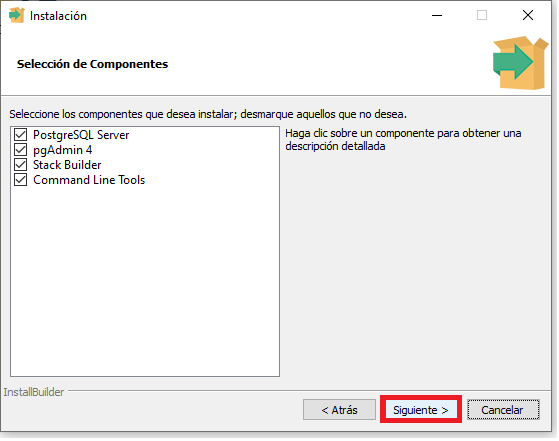 Instalación
Selección de Componentes
Seleccione los componentes que desea instalar; desmarque aquellos que no desea.
PostgreSQL Server
pgAdmin 4
Stack Builder
Command Line Tools
Haga clic sobre un componente para obtener una
descripción detallada
InstallBuilder
< Atrás
Siguiente >
Cancelar